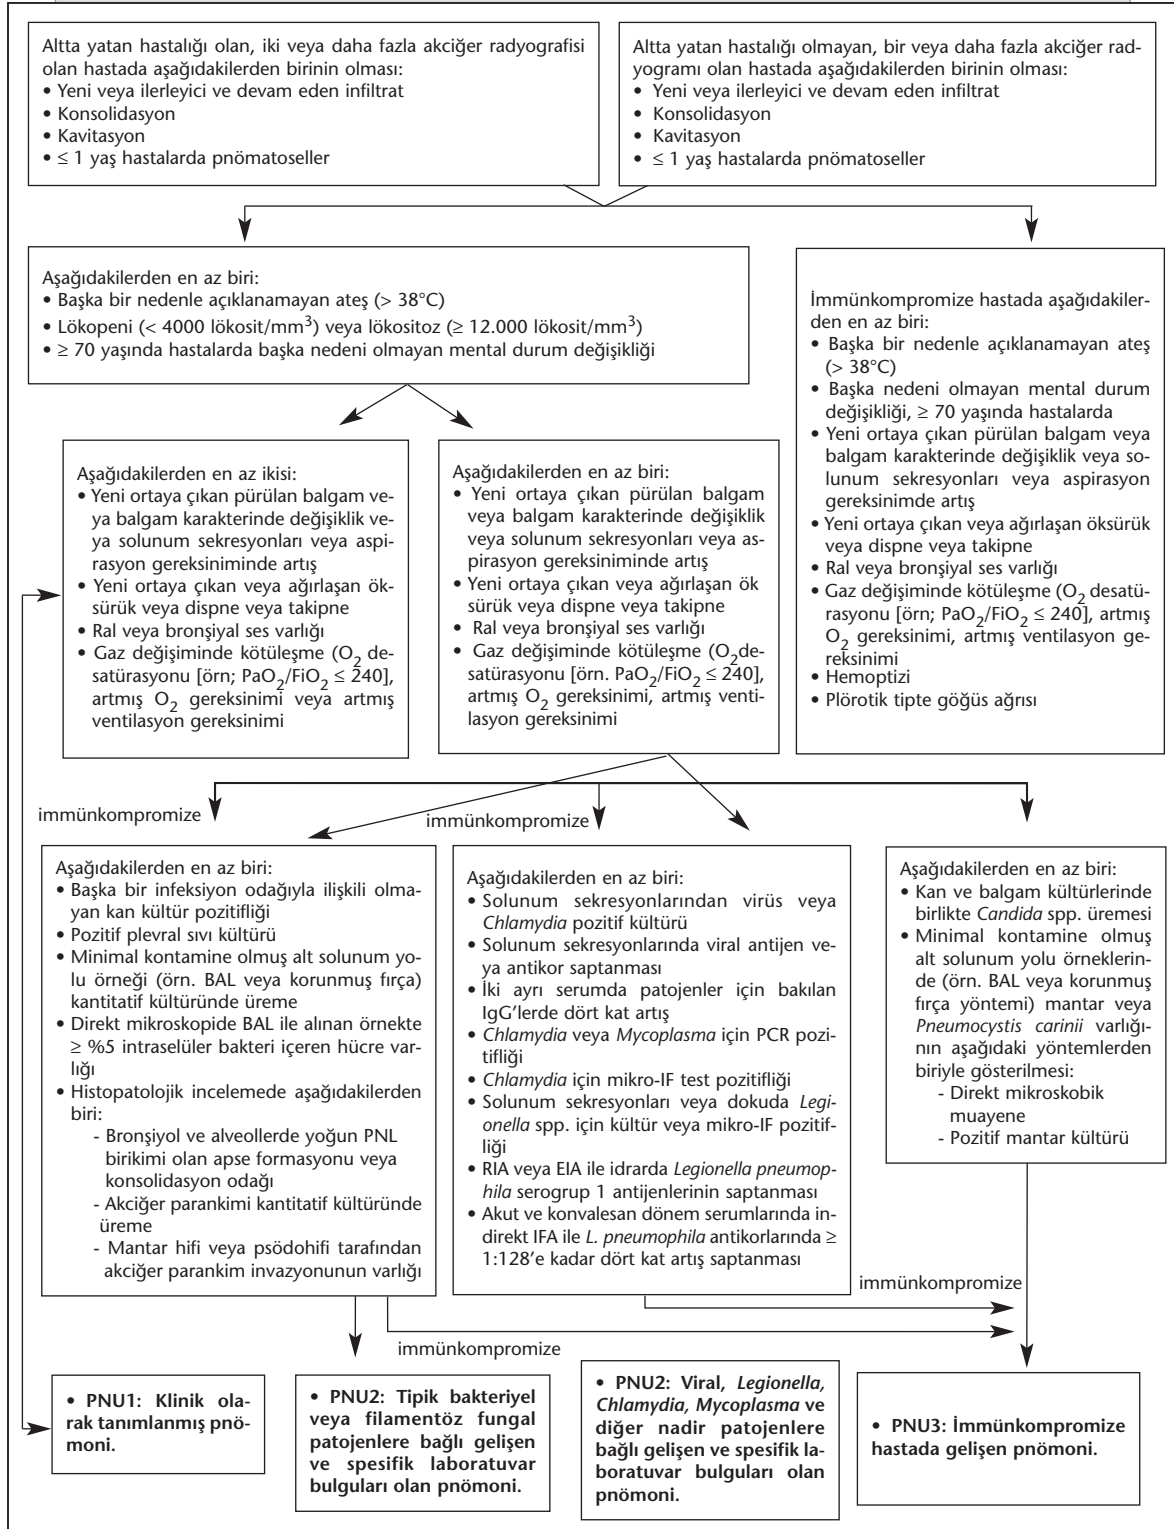 Altta yatan hastalığı olan, iki veya daha fazla akciğer radyografisi
olan hastada aşağıdakilerden birinin olması:
• Yeni veya ilerleyici ve devam eden infiltrat
• Konsolidasyon
• Kavitasyon
• ≤ 1 yaş hastalarda pnömatoseller
Altta yatan hastalığı olmayan, bir veya daha fazla akciğer rad-
yogramı olan hastada aşağıdakilerden birinin olması:
• Yeni veya ilerleyici ve devam eden infiltrat
• Konsolidasyon
• Kavitasyon
• ≤ 1 yaş hastalarda pnömatoseller
Aşağıdakilerden en az biri:
• Başka bir nedenle açıklanamayan ateş (> 38°C)
• Lökopeni (< 4000 lökosit/mm³) veya lökositoz (≥ 12.000 lökosit/mm³)
• ≥ 70 yaşında hastalarda başka nedeni olmayan mental durum değişikliği
İmmünkompromize hastada aşağıdakiler-
den en az biri:
• Başka bir nedenle açıklanamayan ateş
(> 38°C)
• Başka nedeni olmayan mental durum
değişikliği, ≥ 70 yaşında hastalarda
• Yeni ortaya çıkan pürülan balgam veya
balgam karakterinde değişiklik veya so-
lunum sekresyonları veya aspirasyon
gereksinimde artış
• Yeni ortaya çıkan veya ağırlaşan öksürük
veya dispne veya takipne
• Ral veya bronşiyal ses varlığı
• Gaz değişiminde kötüleşme (O₂ desatü-
rasyonu [örn; PaO₂/FiO₂ ≤ 240], artmış
O₂ gereksinimi, artmış ventilasyon ge-
reksinimi
• Hemoptizi
• Plörotik tipte göğüs ağrısı
Aşağıdakilerden en az ikisi:
• Yeni ortaya çıkan pürülan balgam ve-
ya balgam karakterinde değişiklik ve-
ya solunum sekresyonları veya aspi-
rasyon gereksiniminde artış
• Yeni ortaya çıkan veya ağırlaşan ök-
sürük veya dispne veya takipne
• Ral veya bronşiyal ses varlığı
• Gaz değişiminde kötüleşme (O₂ de-
satürasyonu [örn; PaO₂/FiO₂ ≤ 240],
artmış O₂ gereksinimi veya artmış
ventilasyon gereksinimi
Aşağıdakilerden en az biri:
• Yeni ortaya çıkan pürülan balgam
veya balgam karakterinde değişiklik
veya solunum sekresyonları veya as-
pirasyon gereksiniminde artış
• Yeni ortaya çıkan veya ağırlaşan ök
sürük veya dispne veya takipne
• Ral veya bronşiyal ses varlığı
• Gaz değişiminde kötüleşme (O₂de-
satürasyonu [örn. PaO₂/FiO₂ ≤ 240],
artmış O₂ gereksinimi, artmış venti-
lasyon gereksinimi
immünkompromize
immünkompromize
Aşağıdakilerden en az biri:
• Başka bir infeksiyon odağıyla ilişkili olma-
yan kan kültür pozitifliği
• Pozitif plevral sıvı kültürü
• Minimal kontamine olmuş alt solunum yo-
lu örneği (örn. BAL veya korunmuş fırça)
kantitatif kültüründe üreme
• Direkt mikroskopide BAL ile alınan örnekte
≥ %5 intraselüler bakteri içeren hücre var-
lığı
• Histopatolojik incelemede aşağıdakilerden
biri:
- Bronşiyol ve alveollerde yoğun PNL
birikimi olan apse formasyonu veya
konsolidasyon odağı
- Akciğer parankimi kantitatif kültüründe
üreme
- Mantar hifi veya psödohifi tarafından
akciğer parankim invazyonunun varlığı
Aşağıdakilerden en az biri:
• Solunum sekresyonlarından virüs veya
Chlamydia pozitif kültürü
• Solunum sekresyonlarında viral antijen ve-
ya antikor saptanması
• İki ayrı serumda patojenler için bakılan
IgG'lerde dört kat artış
• Chlamydia veya Mycoplasma için PCR pozi-
tifliği
• Chlamydia için mikro-IF test pozitifliği
• Solunum sekresyonları veya dokuda Legi-
onella spp. için kültür veya mikro-IF pozitif-
liği
• RIA veya EIA ile idrarda Legionella pneumop-
hila serogrup 1 antijenlerinin saptanması
• Akut ve konvalesan dönem serumlarında in-
direkt IFA ile L. pneumophila antikorlarında ≥
1:128'e kadar dört kat artış saptanması
Aşağıdakilerden en az biri:
• Kan ve balgam kültürlerinde
birlikte Candida spp. üremesi
• Minimal kontamine olmuş
alt solunum yolu örneklerin-
de (örn. BAL veya korunmuş
fırça yöntemi) mantar veya
Pneumocystis carinii varlığı-
nın aşağıdaki yöntemlerden
biriyle gösterilmesi:
- Direkt mikroskobik
muayene
- Pozitif mantar kültürü
immünkompromize
immünkompromize
• PNU1: Klinik ola-
rak tanımlanmış pnö-
moni.
• PNU2: Tipik bakteriyel
veya filamentöz fungal
patojenlere bağlı gelişen
ve spesifik laboratuvar
bulguları olan pnömoni.
• PNU2: Viral, Legionella,
Chlamydia, Mycoplasma ve
diğer nadir patojenlere
bağlı gelişen ve spesifik la-
boratuvar bulguları olan
pnömoni.
• PNU3: İmmünkompromize
hastada gelişen pnömoni.